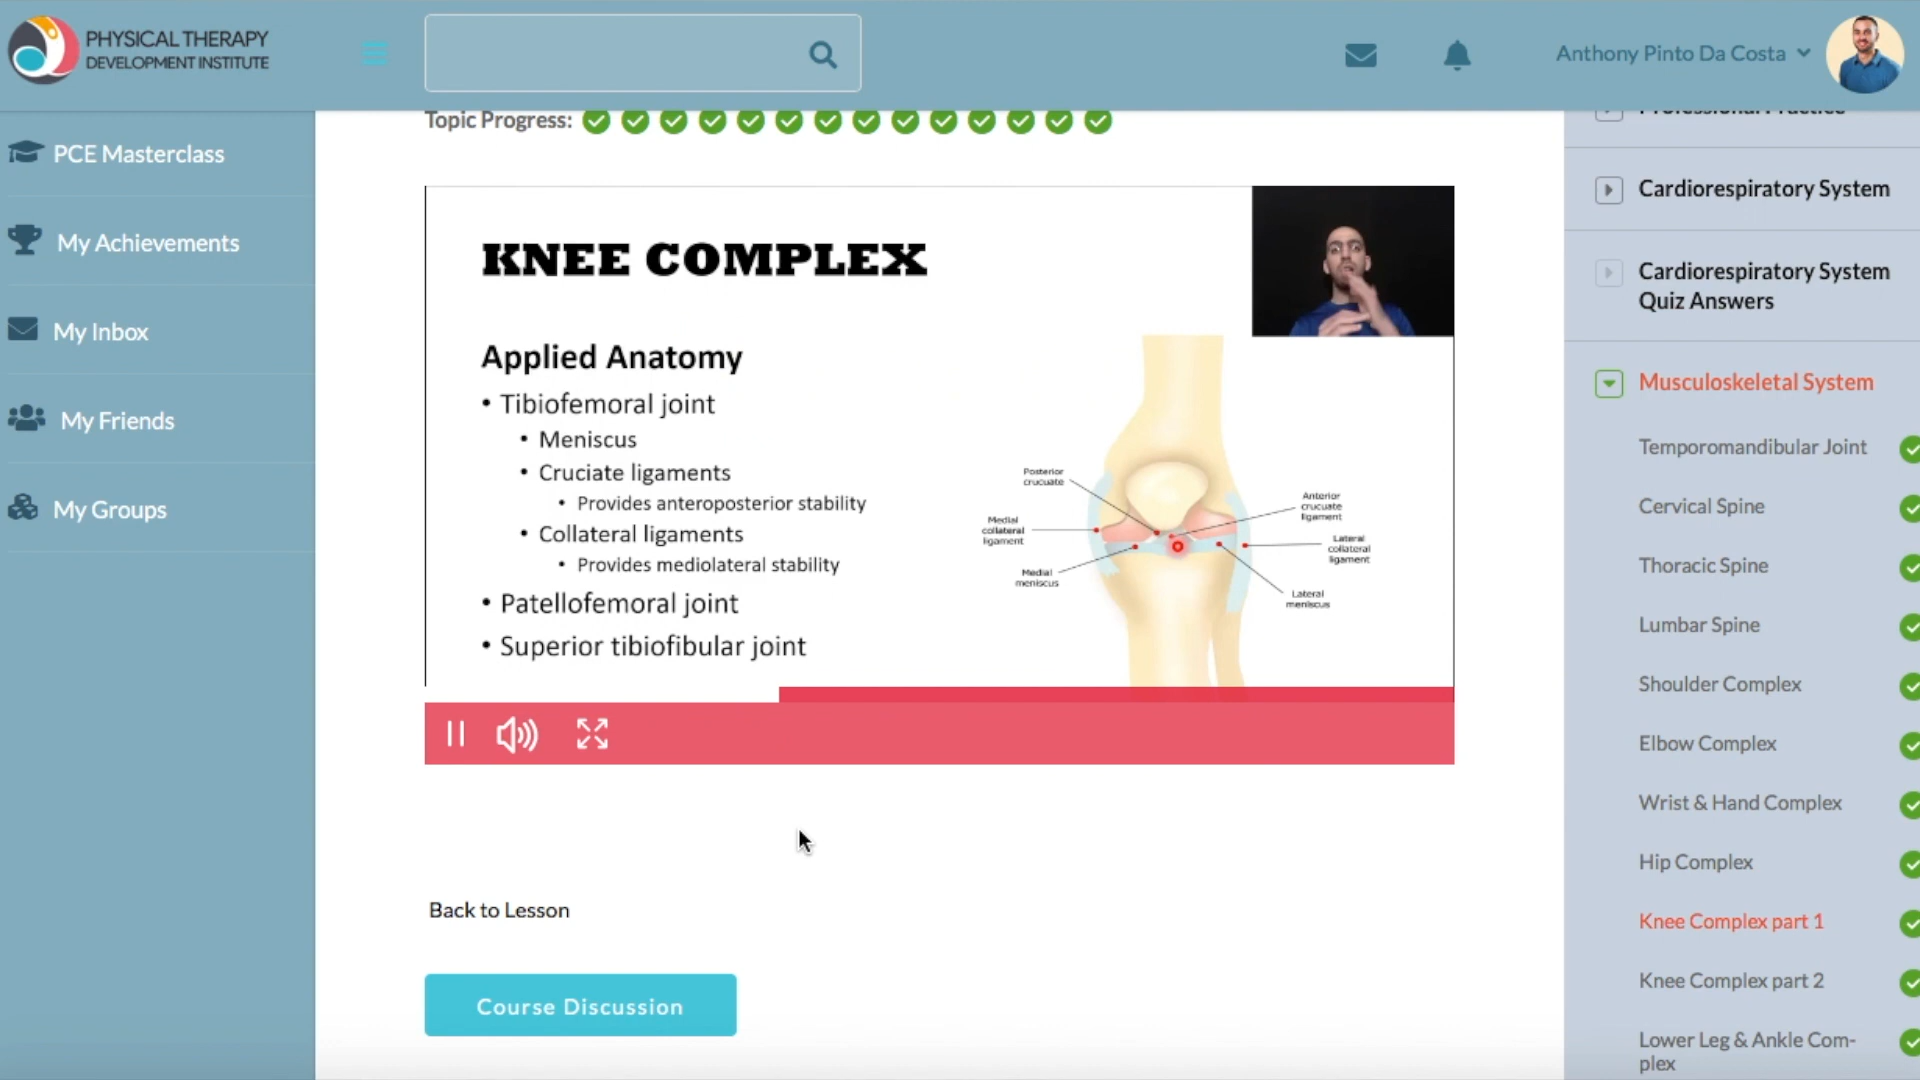 PHYSICAL THERAPY
DEVELOPMENT INSTITUTE
Anthony Pinto Da Costa
PCE Masterclass
My Achievements
My Inbox
My Friends
My Groups
Topic Progress:
KNEE COMPLEX
Applied Anatomy
• Tibiofemoral joint
• Meniscus
• Cruciate ligaments
• Provides anteroposterior stability
• Collateral ligaments
• Provides mediolateral stability
• Patellofemoral joint
• Superior tibiofibular joint
Posterior
crucuate
Medial
collateral
ligament
Medial
meniscus
Anterior
crucuate
ligament
Lateral
collateral
ligament
Lateral
meniscus
Back to Lesson
Course Discussion
Professional Practice
Cardiorespiratory System
Cardiorespiratory System
Quiz Answers
Musculoskeletal System
Temporomandibular Joint
Cervical Spine
Thoracic Spine
Lumbar Spine
Shoulder Complex
Elbow Complex
Wrist & Hand Complex
Hip Complex
Knee Complex part 1
Knee Complex part 2
Lower Leg & Ankle Com-
plex